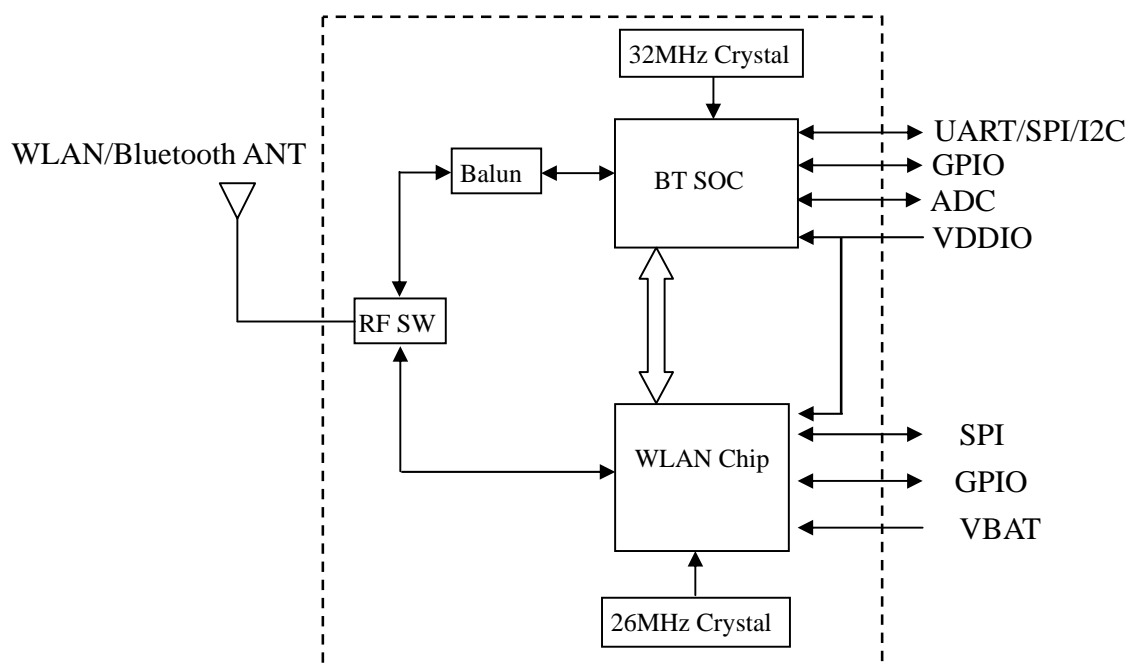 32MHz Crystal
WLAN/Bluetooth ANT
Balun
BT SOC
UART/SPI/I2C
GPIO
ADC
VDDIO
RF SW
WLAN Chip
SPI
GPIO
VBAT
26MHz Crystal